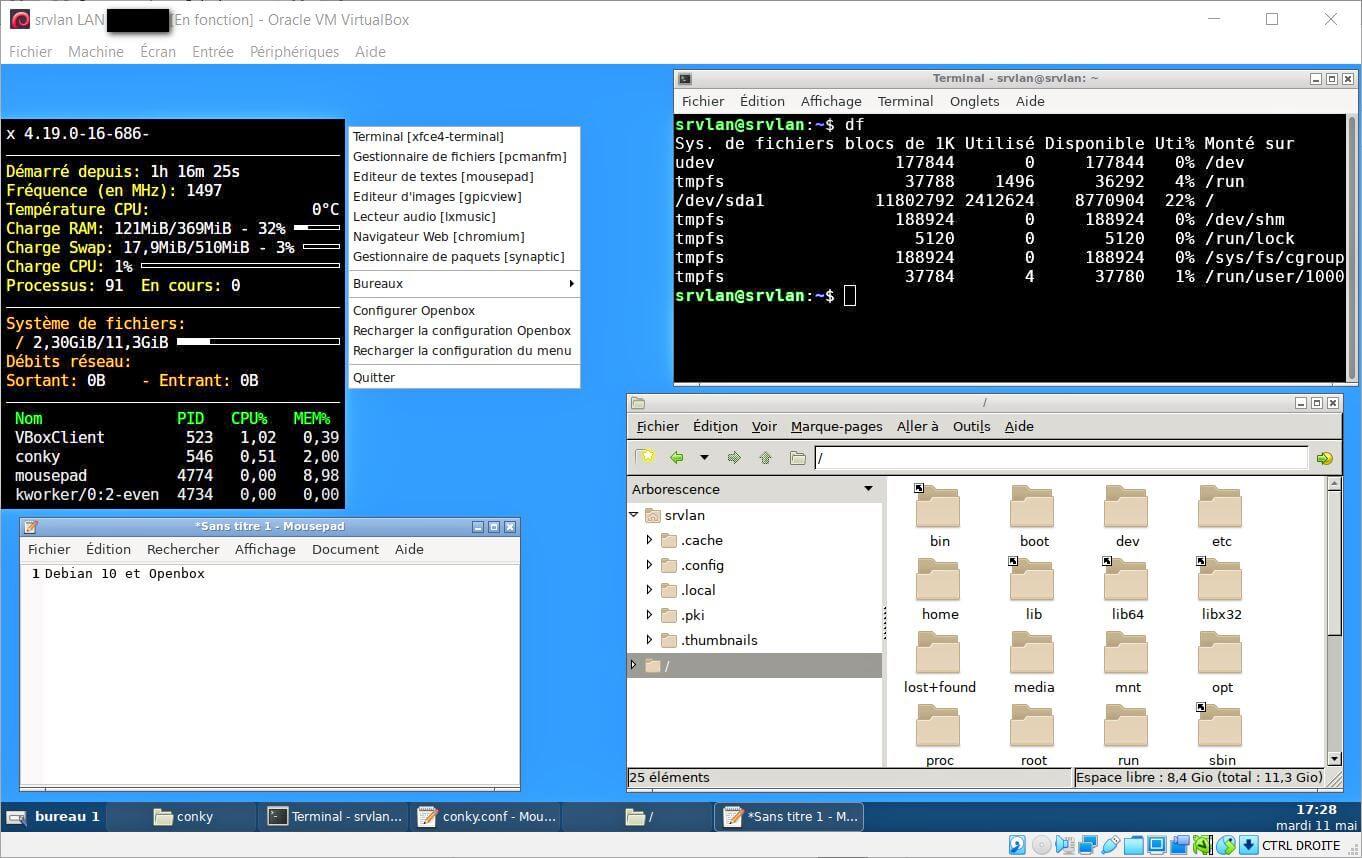 srvlan LAN [En fonction] - Oracle VM VirtualBox
Fichier Machine Écran Entrée Périphériques Aide
x 4.19.0-16-686-
Démarré depuis: 1h 16m 25s
Fréquence (en MHz): 1497
Température CPU: 0°C
Charge RAM: 121MiB/369MiB - 32%
Charge Swap: 17,9MiB/510MiB - 3%
Charge CPU: 1%
Processus: 91 En cours: 0
Système de fichiers:
/ 2,30GiB/11,3GiB
Débits réseau:
Sortant: 0B - Entrant: 0B
Nom PID CPU% MEM%
VBoxClient 523 1,02 0,39
conky 546 0,51 2,00
mousepad 4774 0,00 8,98
kworker/0:2-even 4734 0,00 0,00
Terminal [xfce4-terminal]
Gestionnaire de fichiers [pcmanfm]
Editeur de textes [mousepad]
Editeur d'images [gpicview]
Lecteur audio [lxmusic]
Navigateur Web [chromium]
Gestionnaire de paquets [synaptic]
Bureaux
Configurer Openbox
Recharger la configuration Openbox
Recharger la configuration du menu
Quitter
Terminal - srvlan@srvlan: ~
Fichier Édition Affichage Terminal Onglets Aide
srvlan@srvlan:~$ df
Sys. de fichiers blocs de 1K Utilisé Disponible Uti% Monté sur
udev 177844 0 177844 0% /dev
tmpfs 37788 1496 36292 4% /run
/dev/sda1 11802792 2412624 8770904 22% /
tmpfs 188924 0 188924 0% /dev/shm
tmpfs 5120 0 5120 0% /run/lock
tmpfs 188924 0 188924 0% /sys/fs/cgroup
tmpfs 37784 4 37780 1% /run/user/1000
srvlan@srvlan:~$
*Sans titre 1 - Mousepad
Fichier Édition Rechercher Affichage Document Aide
1 Debian 10 et Openbox
/
Fichier Édition Voir Marque-pages Aller à Outils Aide
/
Arborescence
srvlan
.cache
.config
.local
.pki
.thumbnails
/
bin boot dev etc
home lib lib64 libx32
lost+found media mnt opt
proc root run sbin
25 éléments
Espace libre : 8,4 Gio (total : 11,3 Gio)
bureau 1 conky Terminal - srvlan... conky.conf - Mou... / *Sans titre 1 - M...
17:28
mardi 11 mai
CTRL DROITE